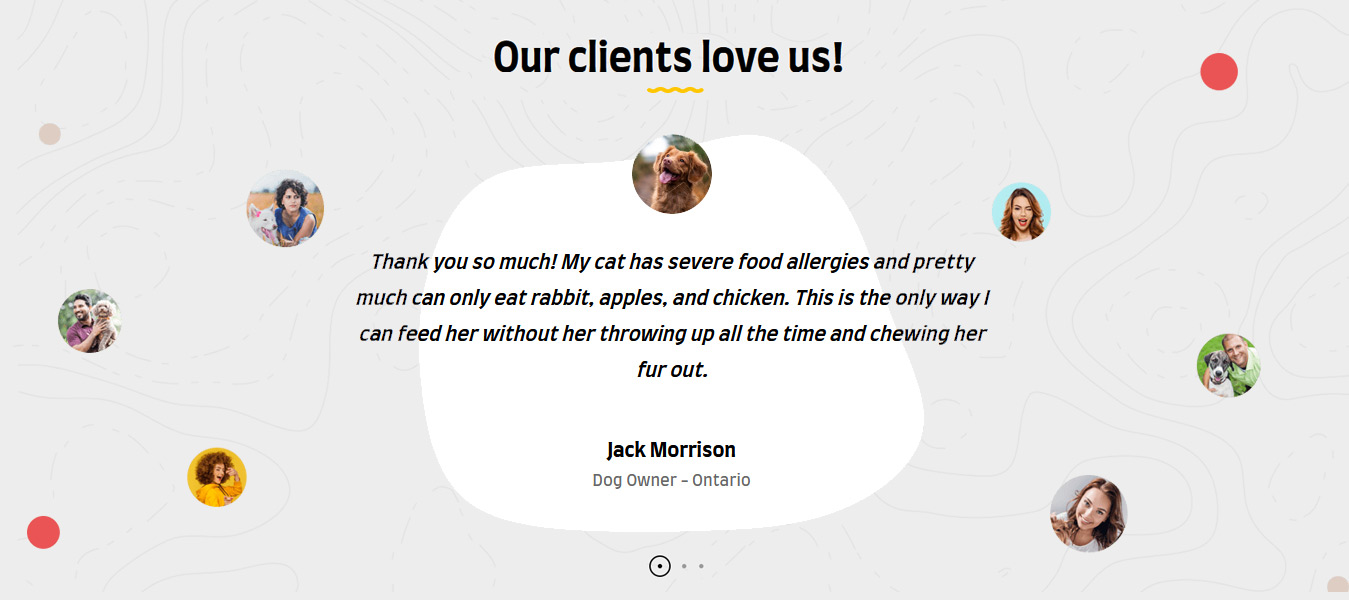 Our clients love us!
Thank you so much! My cat has severe food allergies and pretty
much can only eat rabbit, apples, and chicken. This is the only way I
can feed her without her throwing up all the time and chewing her
fur out.
Jack Morrison
Dog Owner - Ontario